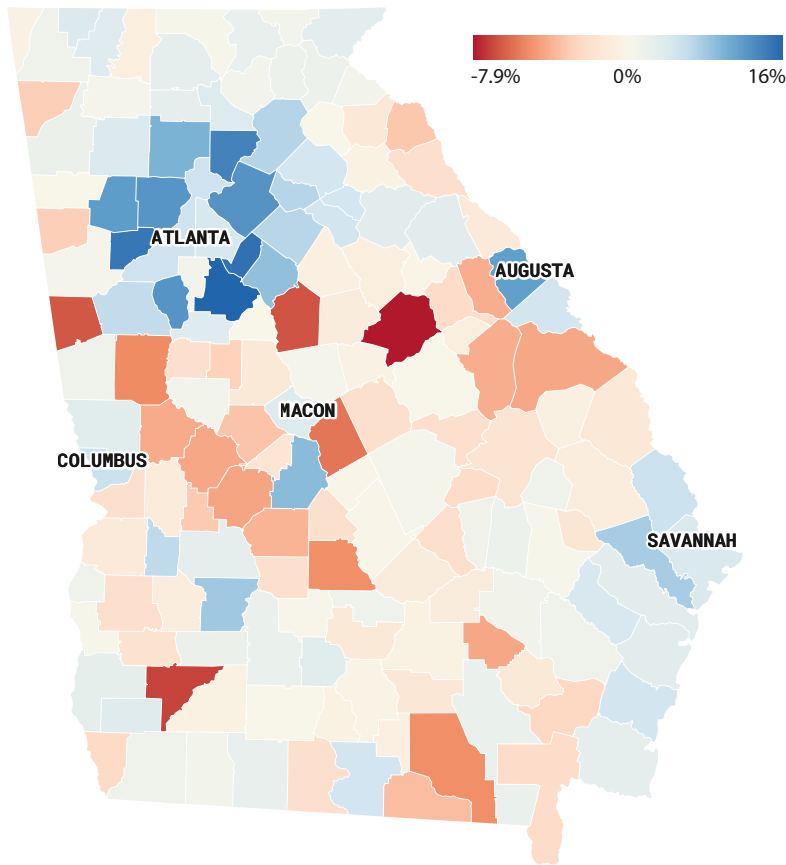 -7.9% 0% 16%
ATLANTA
AUGUSTA
MACON
COLUMBUS
SAVANNAH